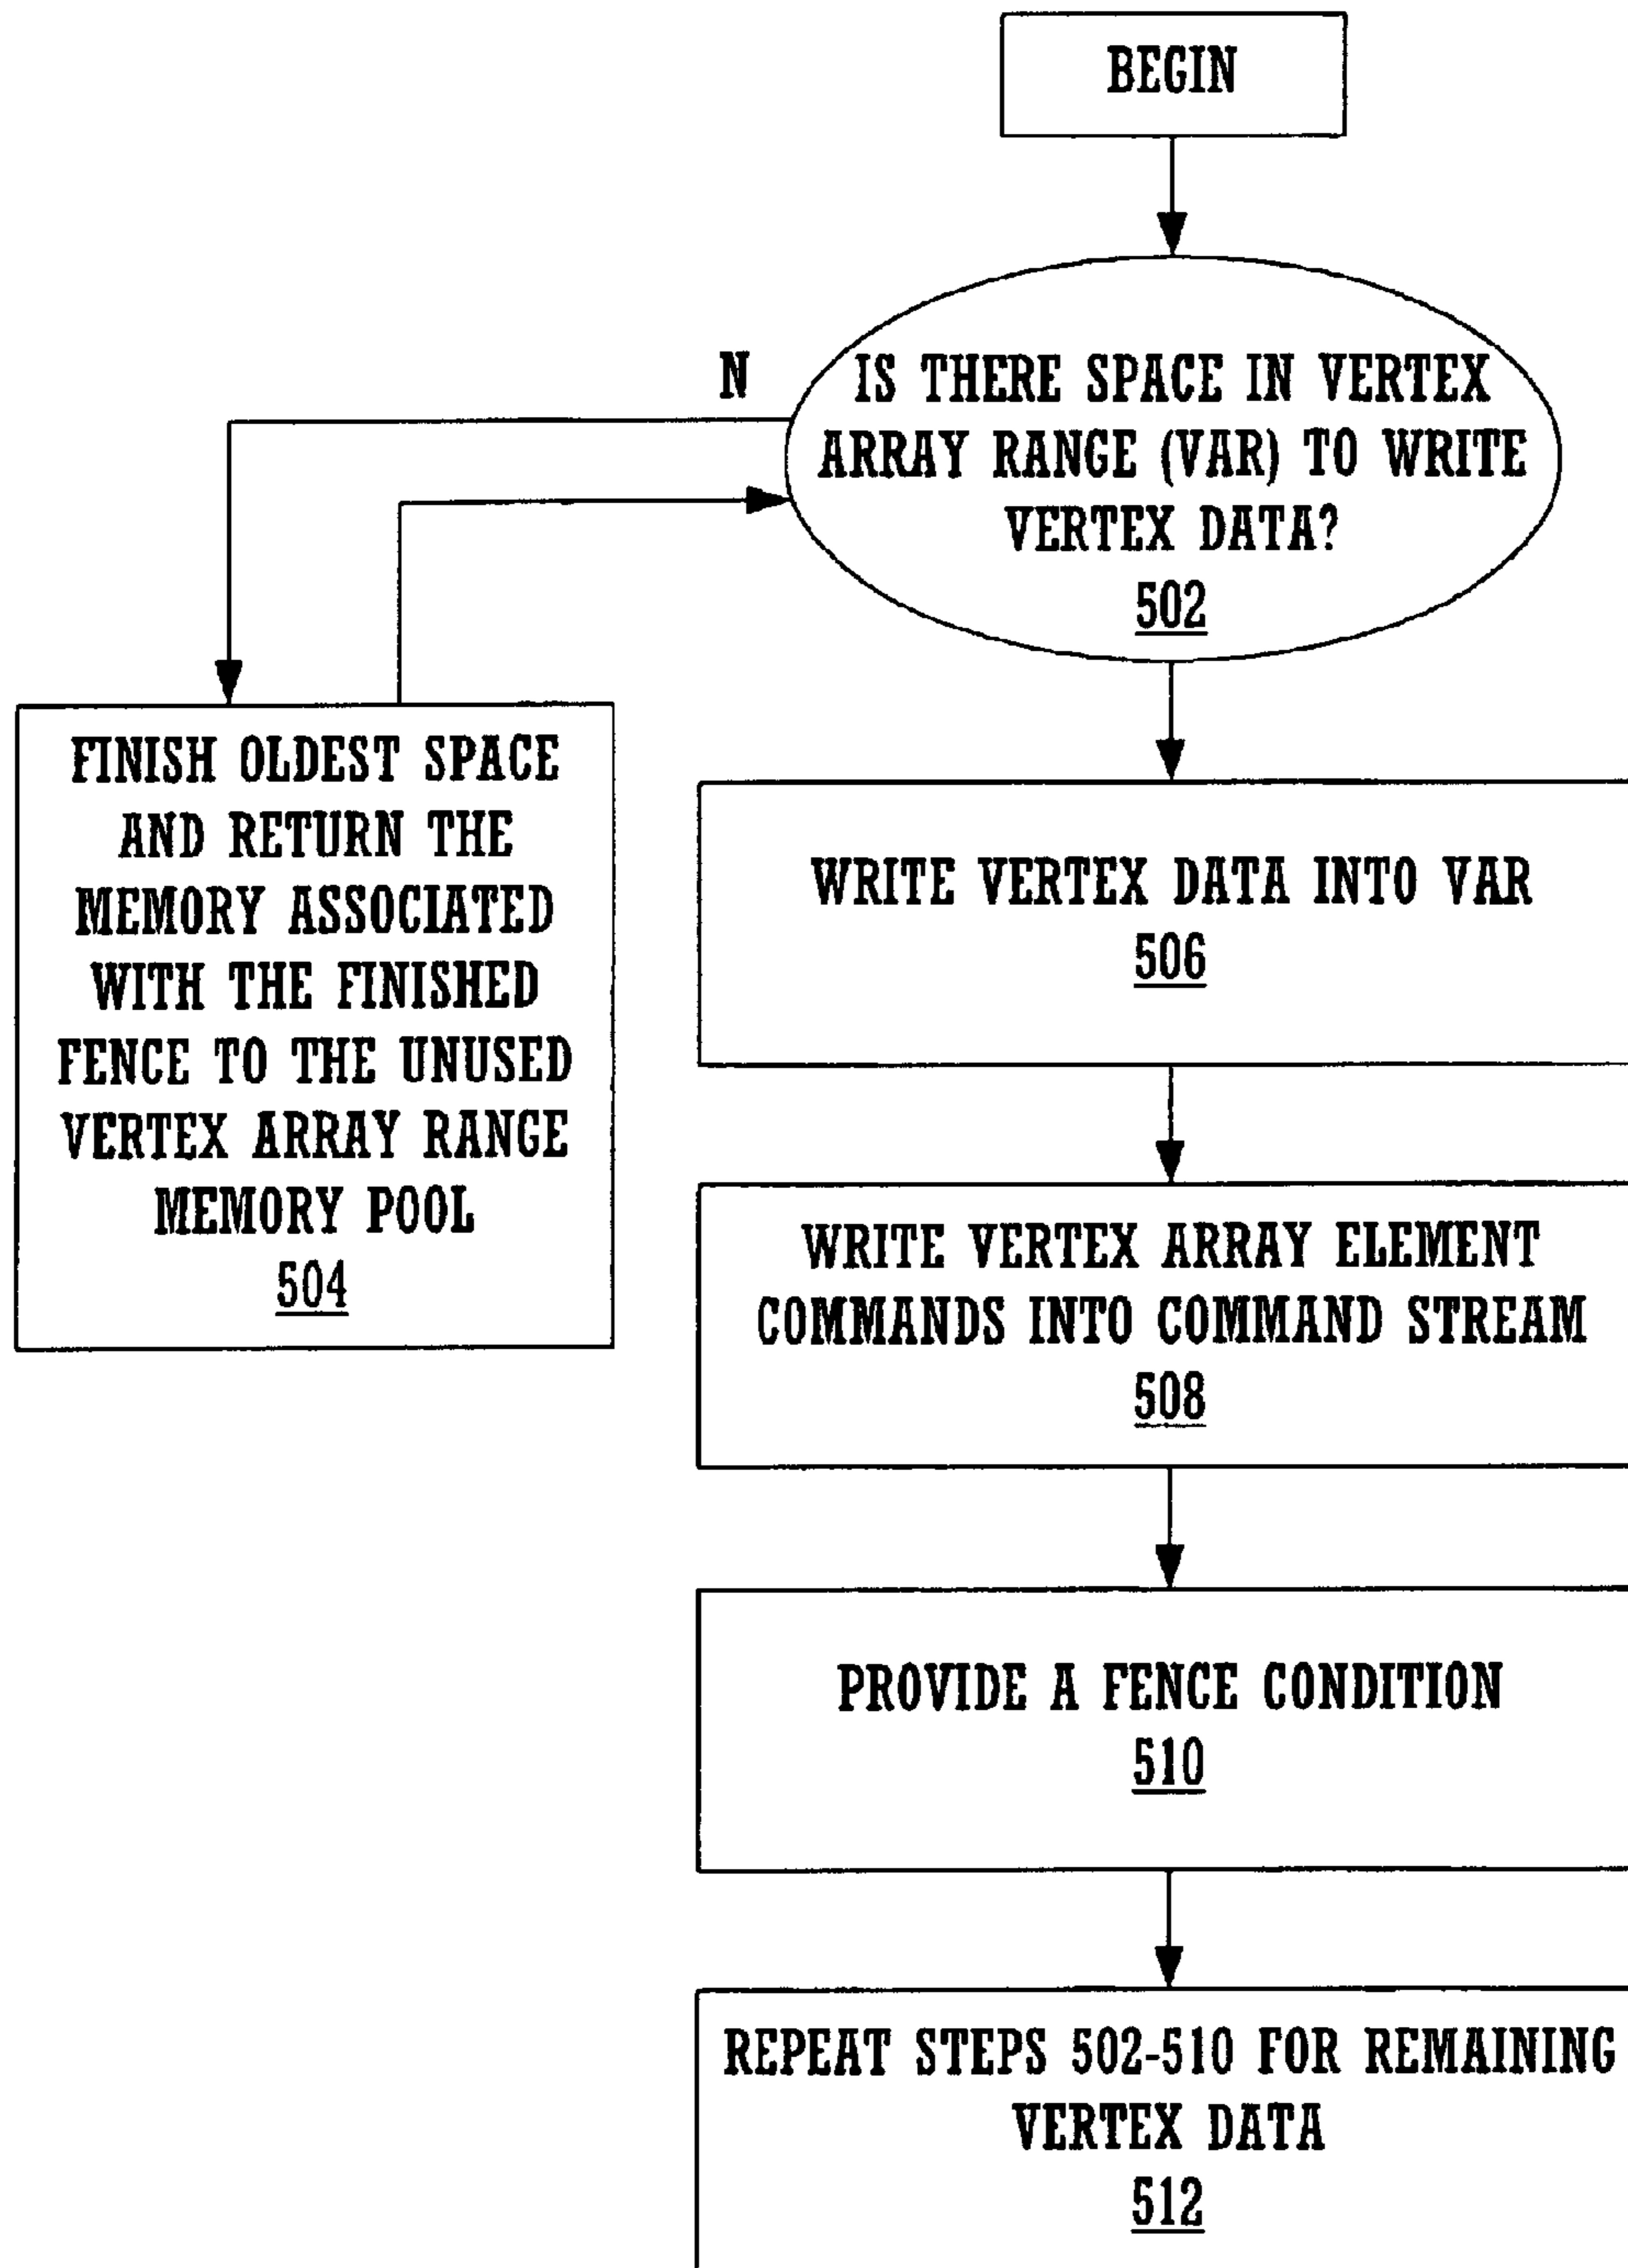 BEGIN
N
IS THERE SPACE IN VERTEX
ARRAY RANGE (VAR) TO WRITE
VERTEX DATA?
502
FINISH OLDEST SPACE
AND RETURN THE
MEMORY ASSOCIATED
WITH THE FINISHED
FENCE TO THE UNUSED
VERTEX ARRAY RANGE
MEMORY POOL
504
WRITE VERTEX DATA INTO VAR
506
WRITE VERTEX ARRAY ELEMENT
COMMANDS INTO COMMAND STREAM
508
PROVIDE A FENCE CONDITION
510
REPEAT STEPS 502-510 FOR REMAINING
VERTEX DATA
512